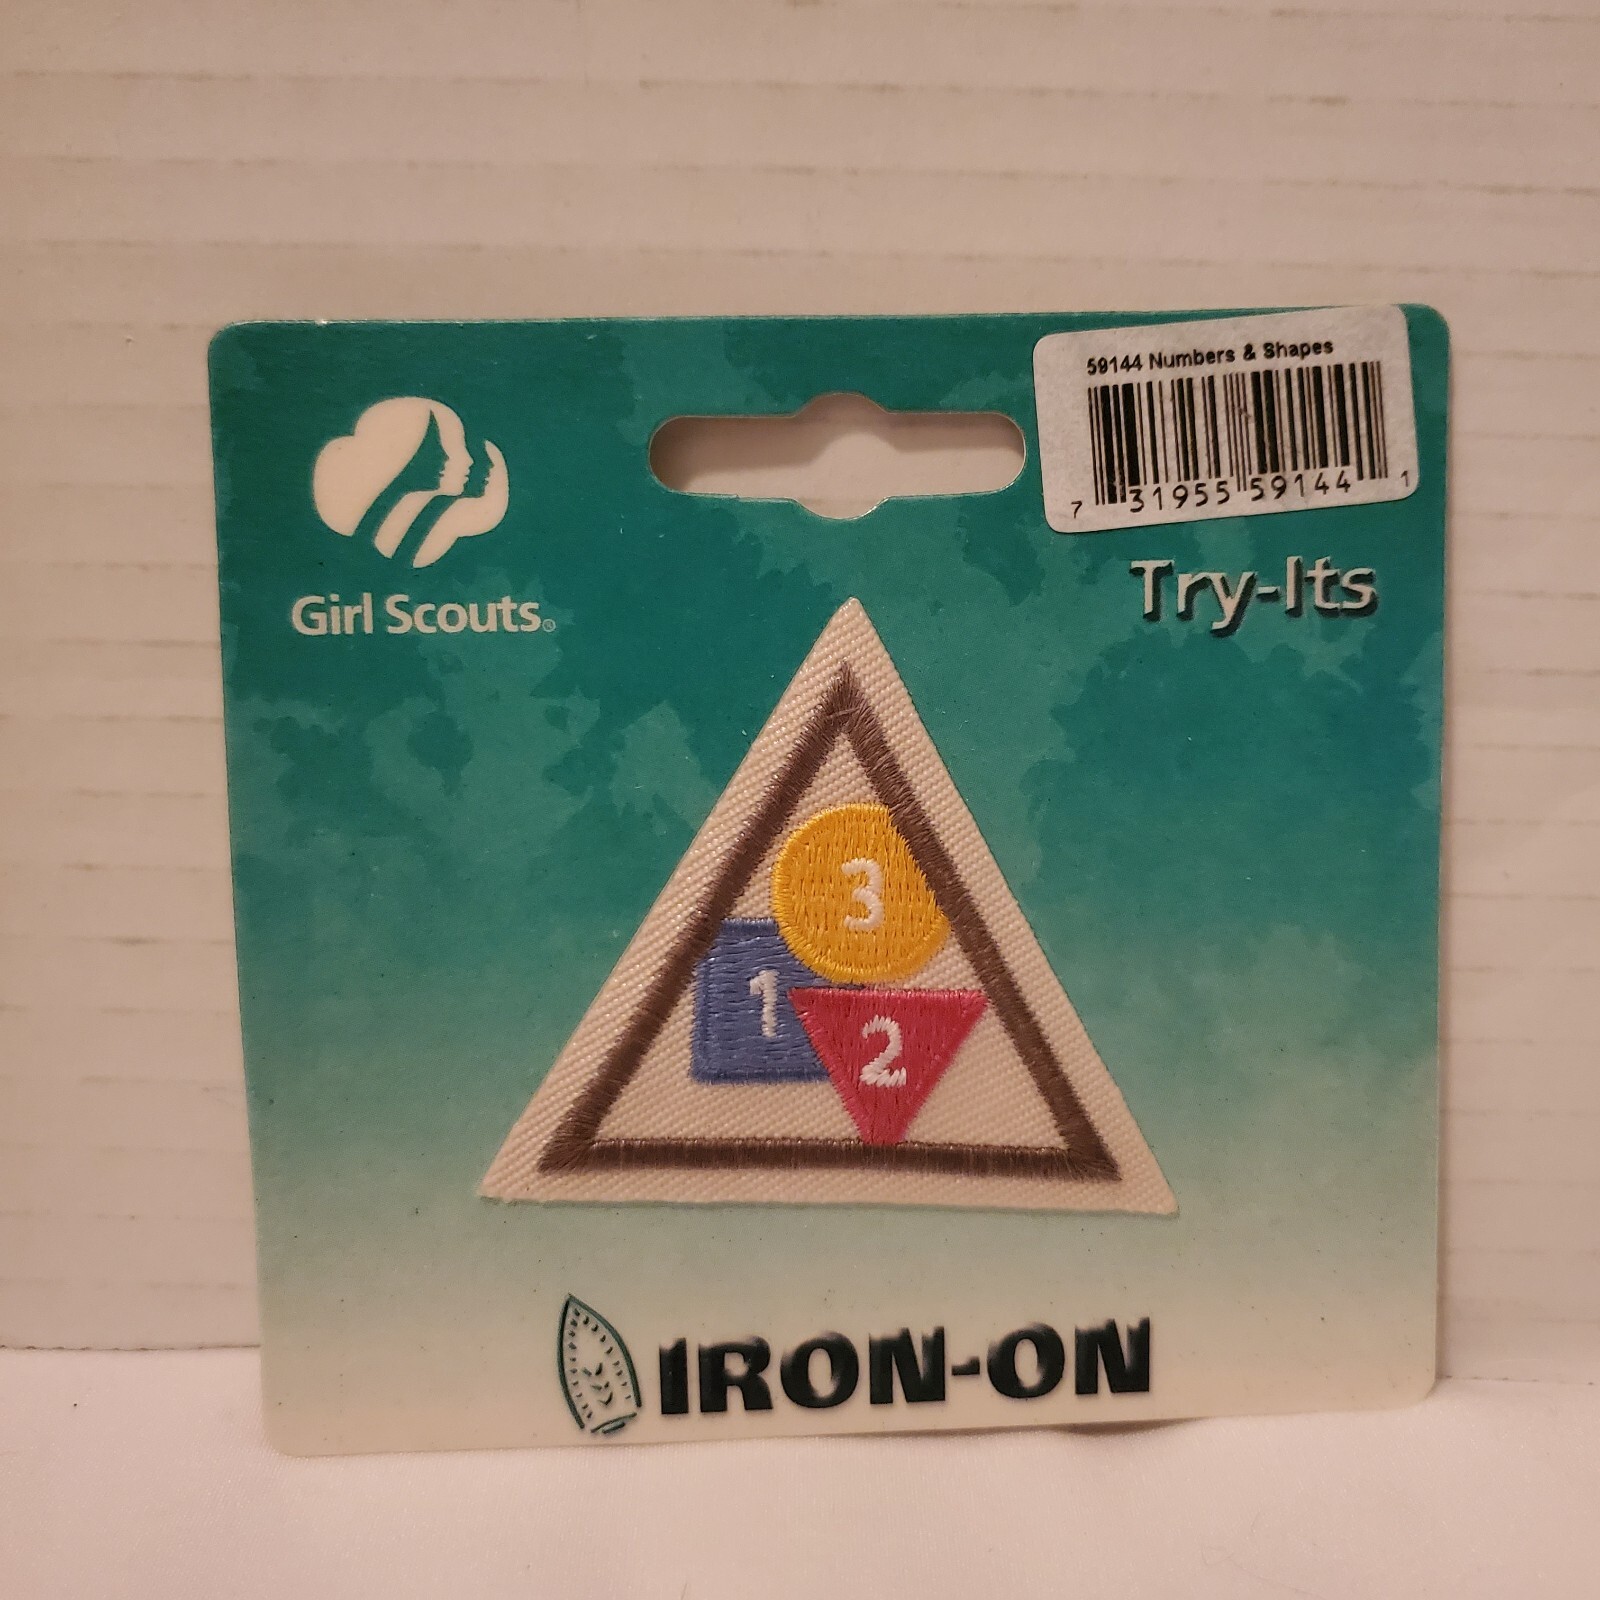 59144 Numbers & Shapes
7 31955 59144 1
Girl Scouts®
Try-Its
3
1
2
IRON-ON